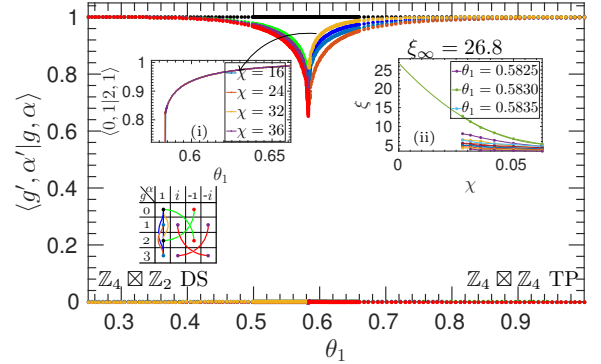 ⟨g′, α′|g, α⟩
1
0.8
0.6
0.4
0.2
0
0.3 0.4 0.5 0.6 0.7 0.8 0.9
θ₁
ℤ₄ ⊠ ℤ₂ DS
ℤ₄ ⊠ ℤ₄ TP
⟨0, 1|2, 1⟩
1
0.9
0.8
0.6 0.65
θ₁
(i)
χ = 16
χ = 24
χ = 32
χ = 36
ξ∞ = 26.8
ξ
25
20
15
10
5
0 0.05
χ
(ii)
θ₁ = 0.5825
θ₁ = 0.5830
θ₁ = 0.5835
g α 1 i -1 -i
0
1
2
3